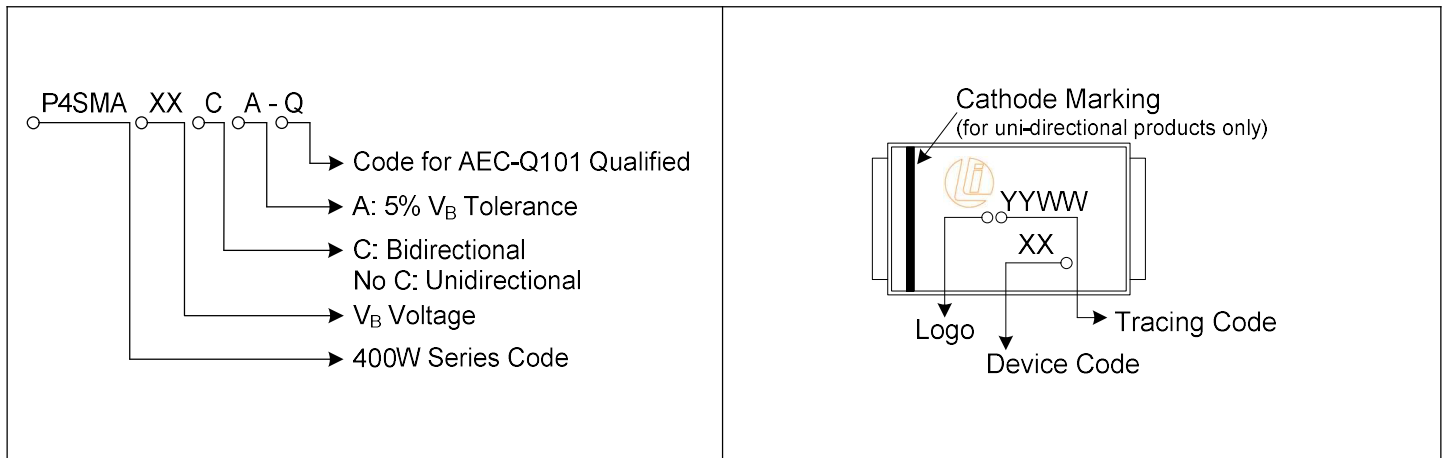 P4SMA XX C A - Q
Code for AEC-Q101 Qualified
A: 5% VB Tolerance
C: Bidirectional
No C: Unidirectional
VB Voltage
400W Series Code
Cathode Marking
(for uni-directional products only)
YYWW
XX
Logo
Tracing Code
Device Code